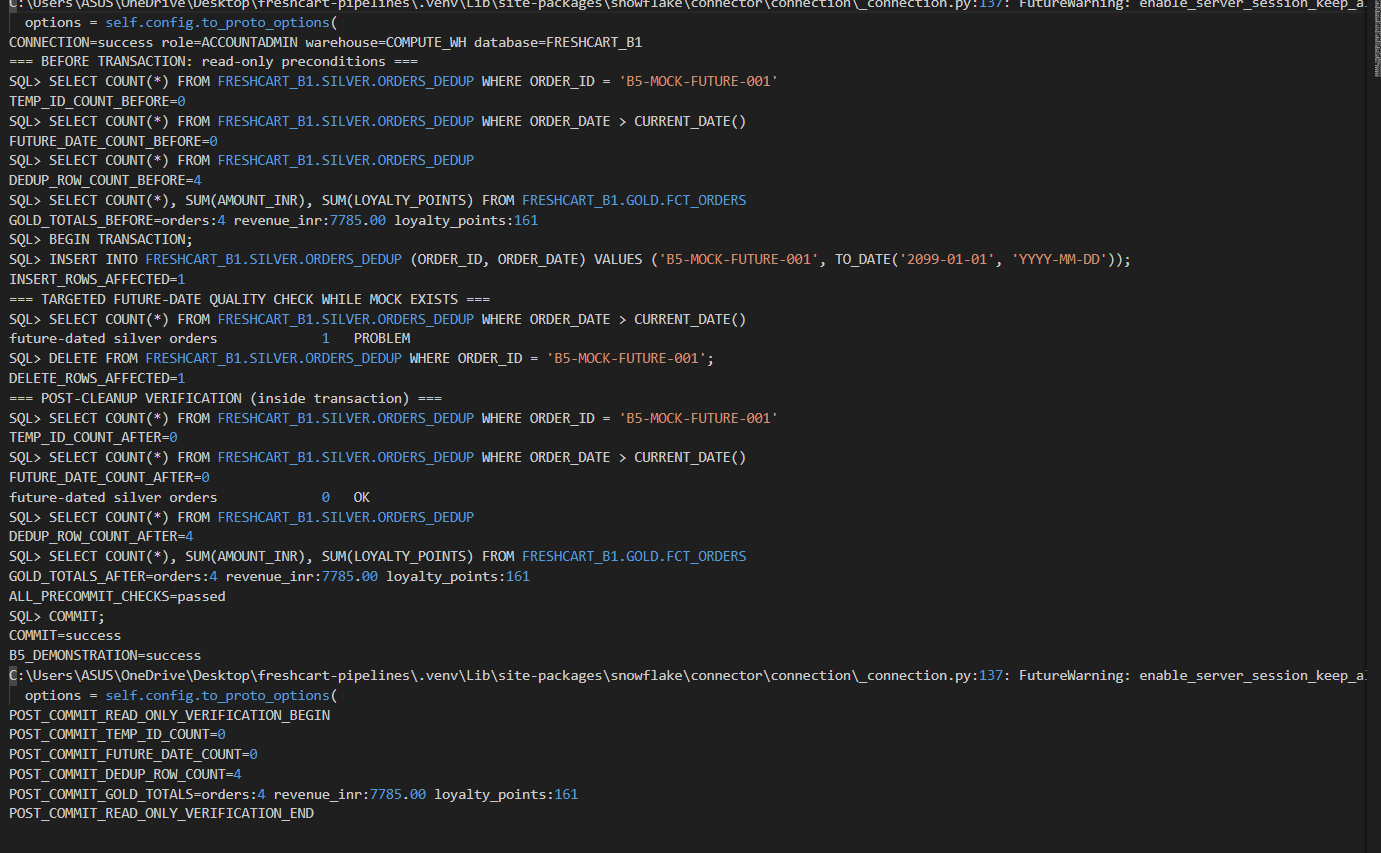 C:\Users\ASUS\OneDrive\Desktop\freshcart-pipelines\.venv\Lib\site-packages\snowflake\connector\connection\_connection.py:137: FutureWarning: enable_server_session_keep_a
options = self.config.to_proto_options(
CONNECTION=success role=ACCOUNTADMIN warehouse=COMPUTE_WH database=FRESHCART_B1
=== BEFORE TRANSACTION: read-only preconditions ===
SQL> SELECT COUNT(*) FROM FRESHCART_B1.SILVER.ORDERS_DEDUP WHERE ORDER_ID = 'B5-MOCK-FUTURE-001'
TEMP_ID_COUNT_BEFORE=0
SQL> SELECT COUNT(*) FROM FRESHCART_B1.SILVER.ORDERS_DEDUP WHERE ORDER_DATE > CURRENT_DATE()
FUTURE_DATE_COUNT_BEFORE=0
SQL> SELECT COUNT(*) FROM FRESHCART_B1.SILVER.ORDERS_DEDUP
DEDUP_ROW_COUNT_BEFORE=4
SQL> SELECT COUNT(*), SUM(AMOUNT_INR), SUM(LOYALTY_POINTS) FROM FRESHCART_B1.GOLD.FCT_ORDERS
GOLD_TOTALS_BEFORE=orders:4 revenue_inr:7785.00 loyalty_points:161
SQL> BEGIN TRANSACTION;
SQL> INSERT INTO FRESHCART_B1.SILVER.ORDERS_DEDUP (ORDER_ID, ORDER_DATE) VALUES ('B5-MOCK-FUTURE-001', TO_DATE('2099-01-01', 'YYYY-MM-DD'));
INSERT_ROWS_AFFECTED=1
=== TARGETED FUTURE-DATE QUALITY CHECK WHILE MOCK EXISTS ===
SQL> SELECT COUNT(*) FROM FRESHCART_B1.SILVER.ORDERS_DEDUP WHERE ORDER_DATE > CURRENT_DATE()
future-dated silver orders 1 PROBLEM
SQL> DELETE FROM FRESHCART_B1.SILVER.ORDERS_DEDUP WHERE ORDER_ID = 'B5-MOCK-FUTURE-001';
DELETE_ROWS_AFFECTED=1
=== POST-CLEANUP VERIFICATION (inside transaction) ===
SQL> SELECT COUNT(*) FROM FRESHCART_B1.SILVER.ORDERS_DEDUP WHERE ORDER_ID = 'B5-MOCK-FUTURE-001'
TEMP_ID_COUNT_AFTER=0
SQL> SELECT COUNT(*) FROM FRESHCART_B1.SILVER.ORDERS_DEDUP WHERE ORDER_DATE > CURRENT_DATE()
FUTURE_DATE_COUNT_AFTER=0
future-dated silver orders 0 OK
SQL> SELECT COUNT(*) FROM FRESHCART_B1.SILVER.ORDERS_DEDUP
DEDUP_ROW_COUNT_AFTER=4
SQL> SELECT COUNT(*), SUM(AMOUNT_INR), SUM(LOYALTY_POINTS) FROM FRESHCART_B1.GOLD.FCT_ORDERS
GOLD_TOTALS_AFTER=orders:4 revenue_inr:7785.00 loyalty_points:161
ALL_PRECOMMIT_CHECKS=passed
SQL> COMMIT;
COMMIT=success
B5_DEMONSTRATION=success
C:\Users\ASUS\OneDrive\Desktop\freshcart-pipelines\.venv\Lib\site-packages\snowflake\connector\connection\_connection.py:137: FutureWarning: enable_server_session_keep_a
options = self.config.to_proto_options(
POST_COMMIT_READ_ONLY_VERIFICATION_BEGIN
POST_COMMIT_TEMP_ID_COUNT=0
POST_COMMIT_FUTURE_DATE_COUNT=0
POST_COMMIT_DEDUP_ROW_COUNT=4
POST_COMMIT_GOLD_TOTALS=orders:4 revenue_inr:7785.00 loyalty_points:161
POST_COMMIT_READ_ONLY_VERIFICATION_END